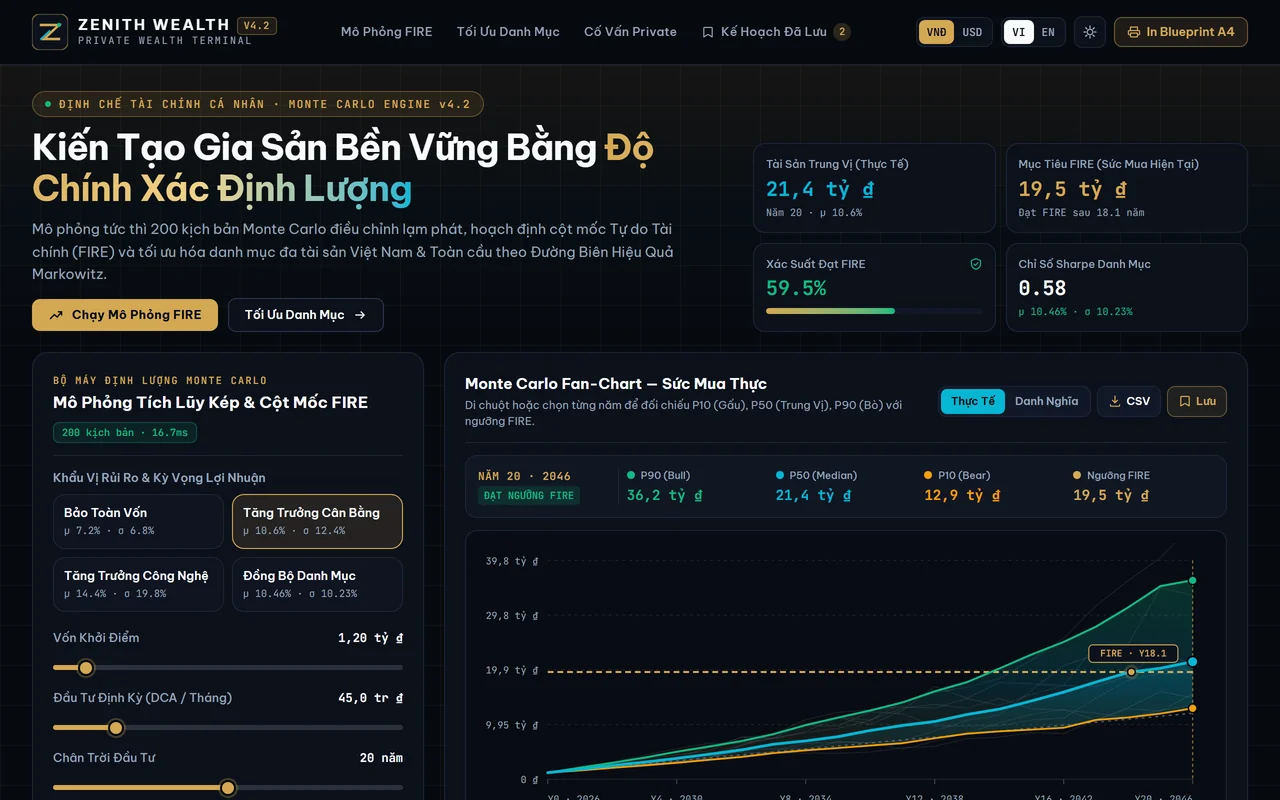 ZENITH WEALTH V4.2
PRIVATE WEALTH TERMINAL
Mô Phỏng FIRE
Tối Ưu Danh Mục
Cố Vấn Private
Kế Hoạch Đã Lưu 2
VNĐ USD
VI EN
In Blueprint A4
ĐỊNH CHẾ TÀI CHÍNH CÁ NHÂN · MONTE CARLO ENGINE v4.2
Kiến Tạo Gia Sản Bền Vững Bằng Độ
Chính Xác Định Lượng
Mô phỏng tức thì 200 kịch bản Monte Carlo điều chỉnh lạm phát, hoạch định cột mốc Tự do Tài
chính (FIRE) và tối ưu hóa danh mục đa tài sản Việt Nam & Toàn cầu theo Đường Biên Hiệu Quả
Markowitz.
Chạy Mô Phỏng FIRE
Tối Ưu Danh Mục →
Tài Sản Trung Vị (Thực Tế)
21,4 tỷ ₫
Năm 20 · μ 10.6%
Mục Tiêu FIRE (Sức Mua Hiện Tại)
19,5 tỷ ₫
Đạt FIRE sau 18.1 năm
Xác Suất Đạt FIRE
59.5%
Chỉ Số Sharpe Danh Mục
0.58
μ 10.46% · σ 10.23%
BỘ MÁY ĐỊNH LƯỢNG MONTE CARLO
Mô Phỏng Tích Lũy Kép & Cột Mốc FIRE
200 kịch bản · 16.7ms
Khẩu Vị Rủi Ro & Kỳ Vọng Lợi Nhuận
Bảo Toàn Vốn
μ 7.2% · σ 6.8%
Tăng Trưởng Cân Bằng
μ 10.6% · σ 12.4%
Tăng Trưởng Công Nghệ
μ 14.4% · σ 19.8%
Đồng Bộ Danh Mục
μ 10.46% · σ 10.23%
Vốn Khởi Điểm 1,20 tỷ ₫
Đầu Tư Định Kỳ (DCA / Tháng) 45,0 tr ₫
Chân Trời Đầu Tư 20 năm
Monte Carlo Fan-Chart — Sức Mua Thực
Di chuột hoặc chọn từng năm để đối chiếu P10 (Gấu), P50 (Trung Vị), P90 (Bò) với
ngưỡng FIRE.
Thực Tế Danh Nghĩa
CSV
Lưu
NĂM 20 · 2046
ĐẠT NGƯỠNG FIRE
P90 (Bull)
36,2 tỷ ₫
P50 (Median)
21,4 tỷ ₫
P10 (Bear)
12,9 tỷ ₫
Ngưỡng FIRE
19,5 tỷ ₫
39,8 tỷ ₫
29,8 tỷ ₫
19,9 tỷ ₫
9,95 tỷ ₫
0 ₫
FIRE · Y18.1
Y0 · 2026
Y4 · 2030
Y8 · 2034
Y12 · 2038
Y16 · 2042
Y20 · 2046